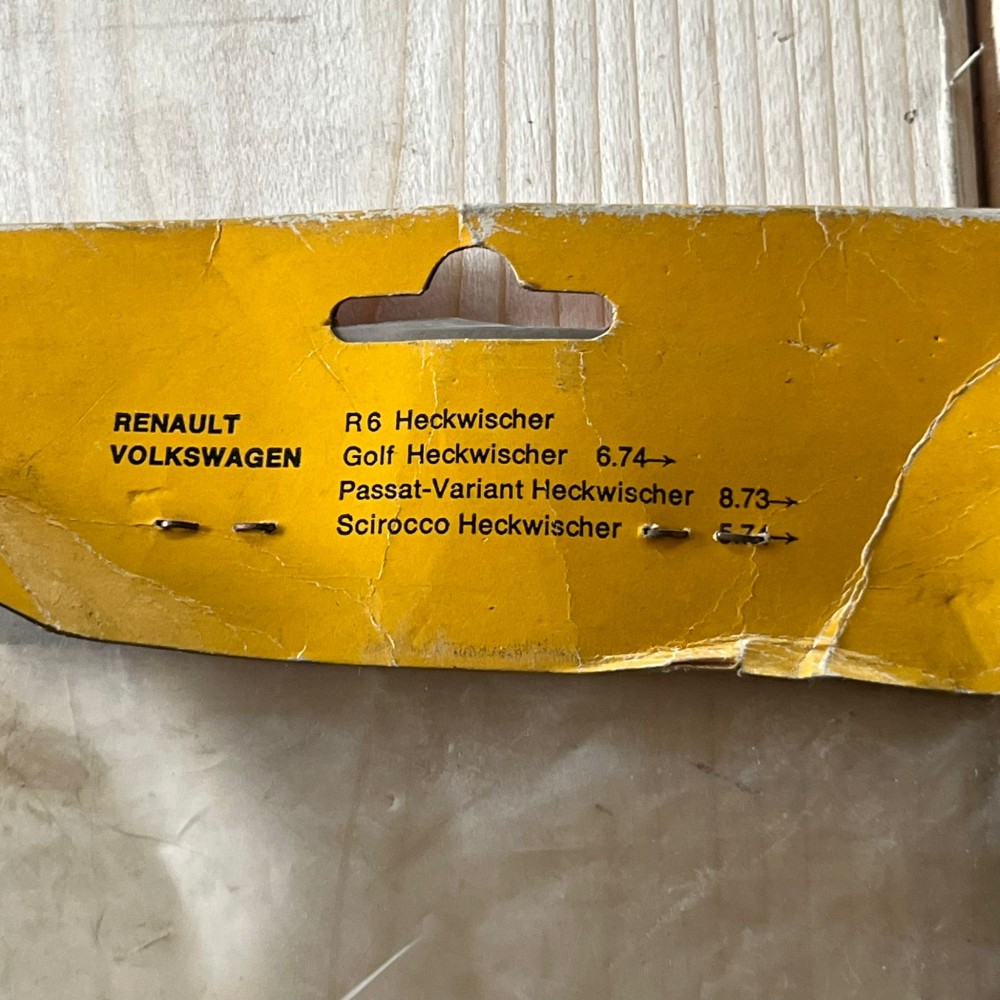 RENAULT R6 Heckwischer
VOLKSWAGEN Golf Heckwischer 6.74→
Passat-Variant Heckwischer 8.73→
Scirocco Heckwischer →